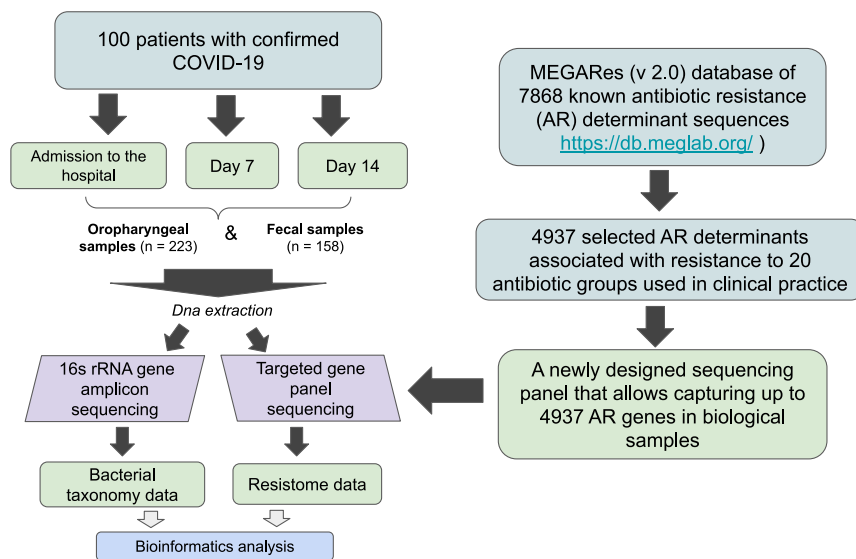 100 patients with confirmed
COVID-19
Admission to the
hospital
Day 7
Day 14
Oropharyngeal
samples (n = 223)
&
Fecal samples
(n = 158)
Dna extraction
16s rRNA gene
amplicon
sequencing
Targeted gene
panel
sequencing
Bacterial
taxonomy data
Resistome data
Bioinformatics analysis
MEGARes (v 2.0) database of
7868 known antibiotic resistance
(AR) determinant sequences
https://db.meglab.org/ )
4937 selected AR determinants
associated with resistance to 20
antibiotic groups used in clinical practice
A newly designed sequencing
panel that allows capturing up to
4937 AR genes in biological
samples